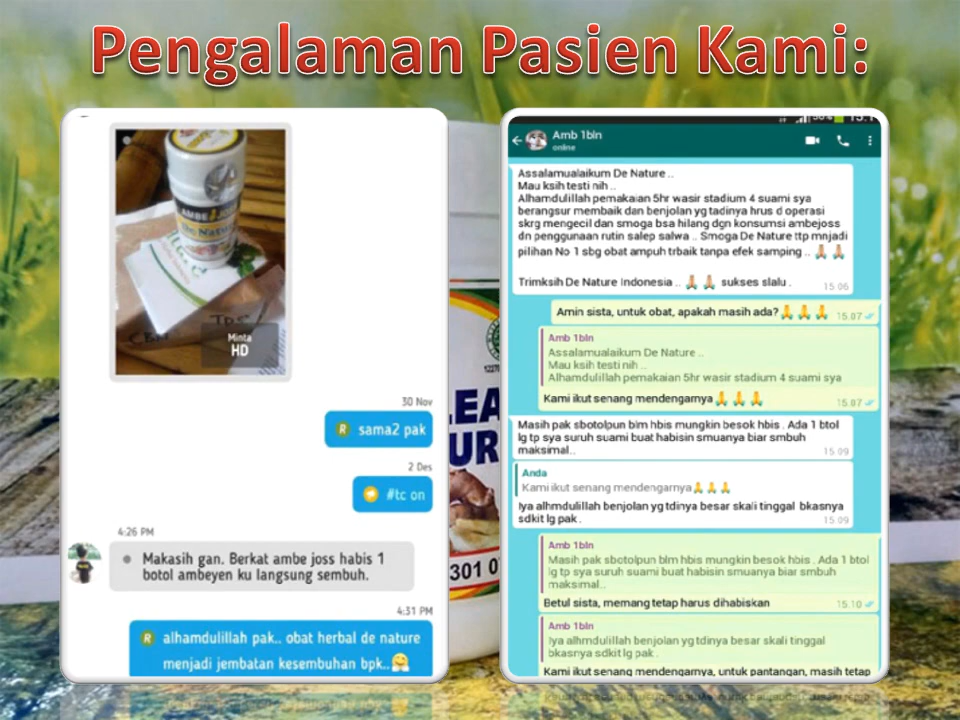 Pengalaman Pasien Kami:
AMBEJOSS
De Nature
Minta
HD
30 Nov
R sama2 pak
2 Des
#tc on
4:26 PM
Makasih gan. Berkat ambe joss habis 1
botol ambeyen ku langsung sembuh.
4:31 PM
R alhamdulillah pak.. obat herbal de nature
menjadi jembatan kesembuhan bpk..🤗
LEA
UR
301 0
Amb 1bln
online
Assalamualaikum De Nature ..
Mau ksih testi nih ..
Alhamdulillah pemakaian 5hr wasir stadium 4 suami sya
berangsur membaik dan benjolan yg tadinya hrus d operasi
skrg mengecil dan smoga bsa hilang dgn konsumsi ambejoss
dn penggunaan rutin salep salwa .. Smoga De Nature ttp mnjadi
pilihan No 1 sbg obat ampuh trbaik tanpa efek samping .. 🙏🙏
Trimksih De Nature Indonesia .. 🙏🙏 sukses slalu .
15.06
Amin sista, untuk obat, apakah masih ada?🙏🙏🙏 15.07
Amb 1bln
Assalamualaikum De Nature ..
Mau ksih testi nih ..
Alhamdulillah pemakaian 5hr wasir stadium 4 suami sya
Kami ikut senang mendengarnya🙏🙏🙏 15.07
Masih pak sbotolpun blm hbis mungkin besok hbis . Ada 1 btol
lg tp sya suruh suami buat habisin smuanya biar smbuh
maksimal.. 15.09
Anda
Kami ikut senang mendengarnya🙏🙏🙏
Iya alhmdulillah benjolan yg tdinya besar skali tinggal bkasnya
sdkit lg pak . 15.09
Amb 1bln
Masih pak sbotolpun blm hbis mungkin besok hbis . Ada 1 btol
lg tp sya suruh suami buat habisin smuanya biar smbuh
maksimal..
Betul sista, memang tetap harus dihabiskan 15.10
Amb 1bln
Iya alhmdulillah benjolan yg tdinya besar skali tinggal
bkasnya sdkit lg pak .
Kami ikut senang mendengarnya, untuk pantangan, masih tetap